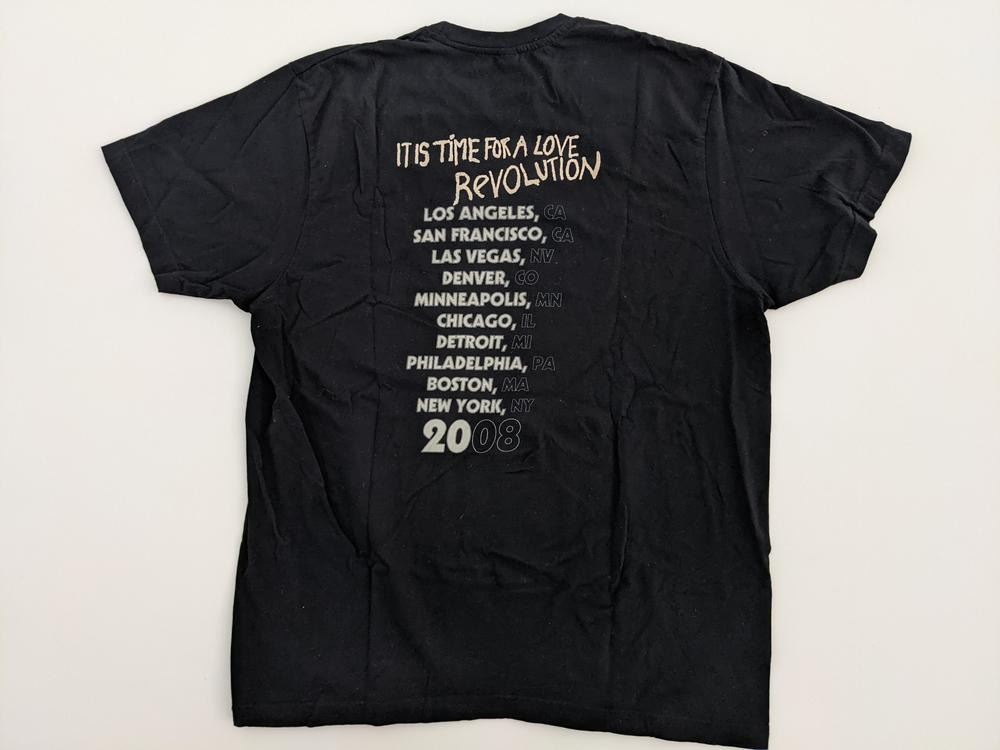 IT IS TIME FOR A LOVE
REVOLUTION
LOS ANGELES, CA
SAN FRANCISCO, CA
LAS VEGAS, NV
DENVER, CO
MINNEAPOLIS, MN
CHICAGO, IL
DETROIT, MI
PHILADELPHIA, PA
BOSTON, MA
NEW YORK, NY
2008